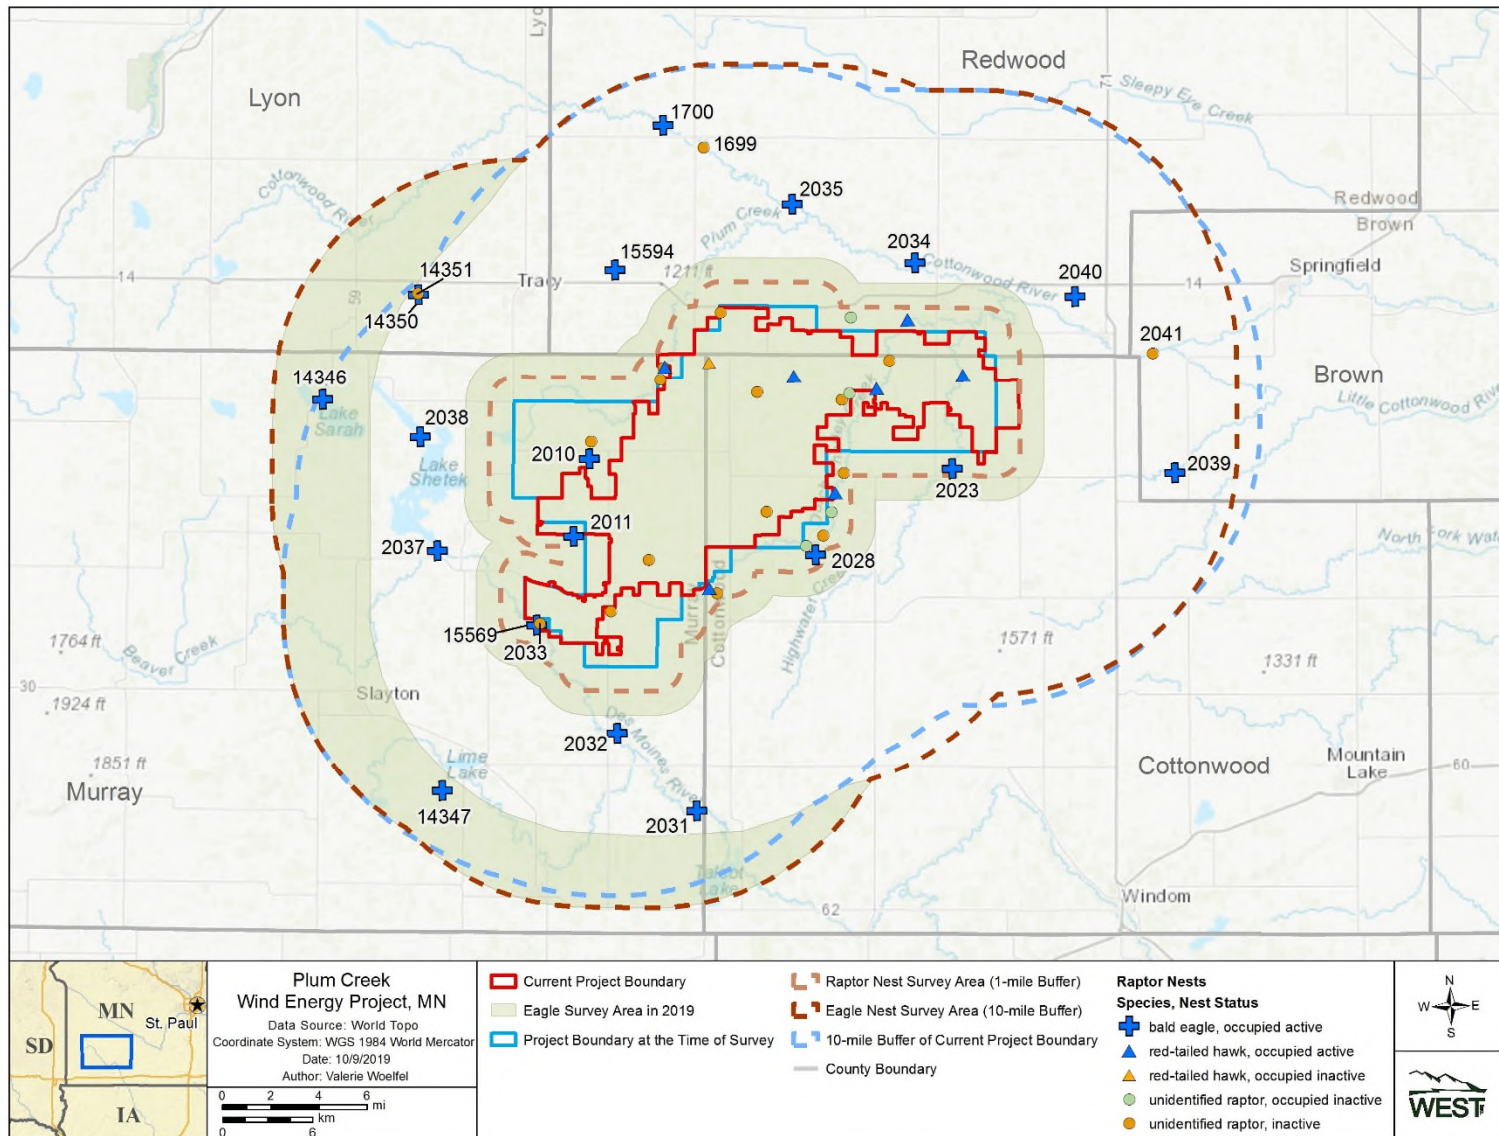 Lyon
Lyo
Redwood
71
Sleepy Eye Creek
1700
1699
Cottonwood River
2035
Plum Creek
Redwood
Brown
2034
15594
14351
14
Tracy
1211 ft
Cottonwood River
2040
14
Springfield
59
14350
2041
14346
Lake
Sarah
Brown
Little Cottonwood Rive
2038
Lake
Shetek
2010
2023
2039
2011
2037
2028
North Fork Wat
Highwater Creek
Murray
Cottonwood
1764 ft
Beaver Creek
15569
2033
1571 ft
1331 ft
30
Slayton
1924 ft
Des Moines River
2032
Lime
Lake
1851 ft
Murray
Cottonwood
Mountain
Lake
60
14347
2031
Talbot
Lake
Windom
62
MN
St. Paul
SD
IA
Plum Creek
Wind Energy Project, MN
Data Source: World Topo
Coordinate System: WGS 1984 World Mercator
Date: 10/9/2019
Author: Valerie Woelfel
0 2 4 6
mi
km
0 6
Current Project Boundary
Eagle Survey Area in 2019
Project Boundary at the Time of Survey
Raptor Nest Survey Area (1-mile Buffer)
Eagle Nest Survey Area (10-mile Buffer)
10-mile Buffer of Current Project Boundary
County Boundary
Raptor Nests
Species, Nest Status
bald eagle, occupied active
red-tailed hawk, occupied active
red-tailed hawk, occupied inactive
unidentified raptor, occupied inactive
unidentified raptor, inactive
N
W E
S
WEST